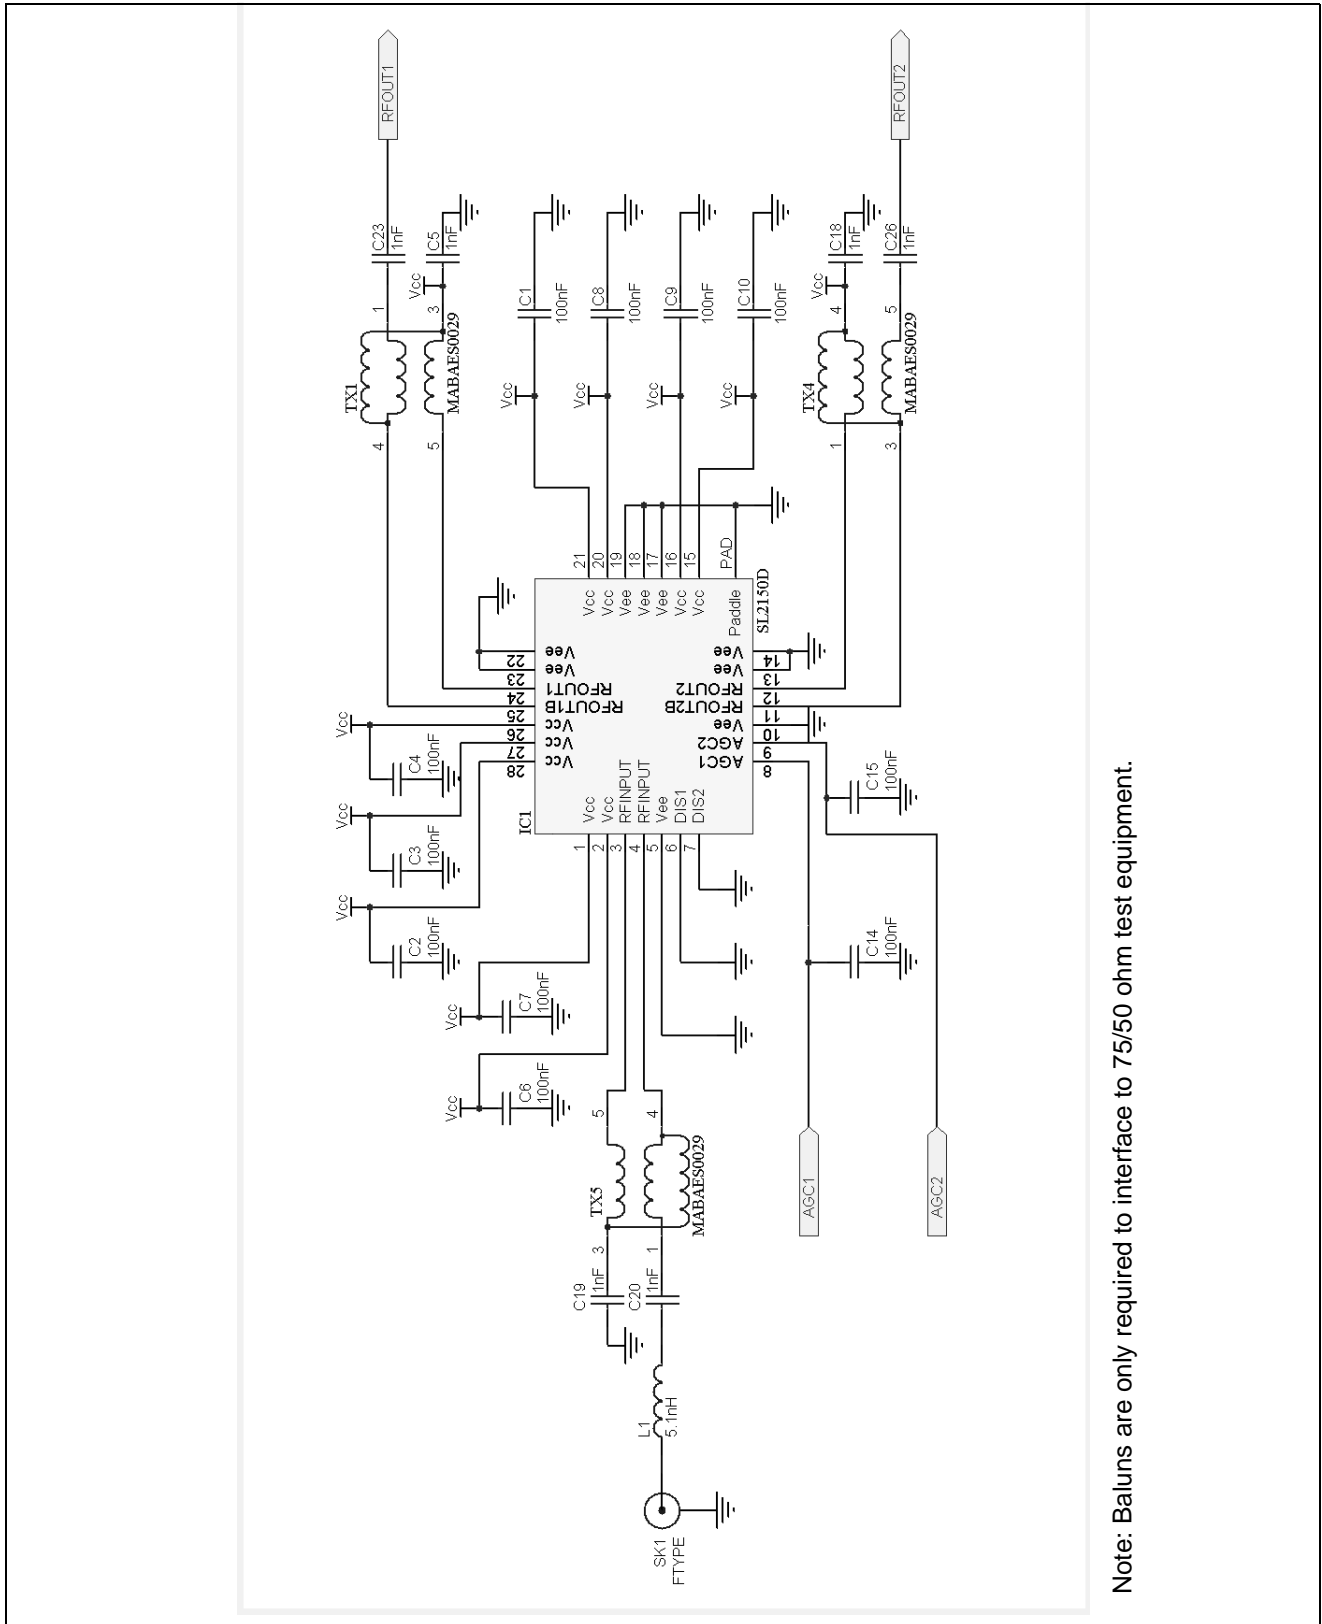 RFOUT1
RFOUT2
C23
1nF
C5
1nF
Vcc
1
3
TX1
MABAES0029
4
5
C1
100nF
Vcc
C8
100nF
Vcc
C9
100nF
Vcc
C10
100nF
Vcc
C18
1nF
C26
1nF
Vcc
4
5
TX4
MABAES0029
1
3
21
20
19
18
17
16
15
PAD
Vcc
Vcc
Vee
Vee
Vee
Vcc
Vcc
Paddle
SL2150D
22
23
24
25
26
27
28
Vee
Vee
RFOUT1
RFOUT1B
Vcc
Vcc
Vcc
14
13
12
11
10
9
8
Vee
Vee
RFOUT2
RFOUT2B
Vee
AGC2
AGC1
IC1
Vcc
Vcc
RFINPUT
RFINPUT
Vee
DIS1
DIS2
1
2
3
4
5
6
7
Vcc
C4
100nF
Vcc
C3
100nF
Vcc
C2
100nF
Vcc
C7
100nF
Vcc
C6
100nF
C15
100nF
C14
100nF
5
4
TX5
MABAES0029
3
1
C19
1nF
C20
1nF
AGC1
AGC2
L1
5.1nH
SK1
FTYPE
Note: Baluns are only required to interface to 75/50 ohm test equipment.